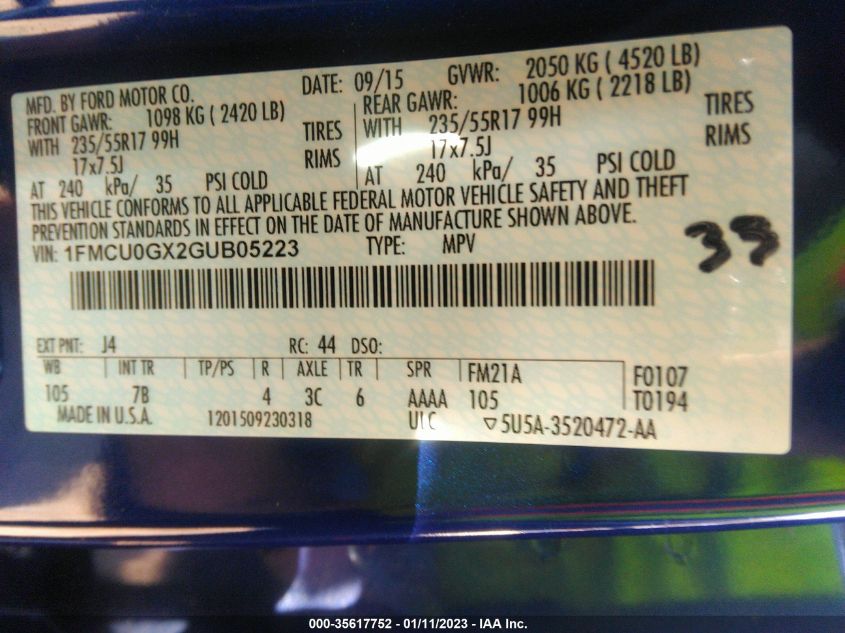 MFD. BY FORD MOTOR CO. DATE: 09/15 GVWR: 2050 KG ( 4520 LB)
FRONT GAWR: 1098 KG ( 2420 LB) REAR GAWR: 1006 KG ( 2218 LB)
WITH 235/55R17 99H TIRES WITH 235/55R17 99H TIRES
17x7.5J RIMS 17x7.5J RIMS
AT 240 kPa/ 35 PSI COLD AT 240 kPa/ 35 PSI COLD
THIS VEHICLE CONFORMS TO ALL APPLICABLE FEDERAL MOTOR VEHICLE SAFETY AND THEFT
PREVENTION STANDARDS IN EFFECT ON THE DATE OF MANUFACTURE SHOWN ABOVE.
VIN: 1FMCU0GX2GUB05223 TYPE: MPV
33
EXT PNT: J4 RC: 44 DSO:
WB INT TR TP/PS R AXLE TR SPR FM21A F0107
105 7B 4 3C 6 AAAA 105 T0194
MADE IN U.S.A. 1201509230318 ULC ▽5U5A-3520472-AA
000-35617752 - 01/11/2023 - IAA Inc.